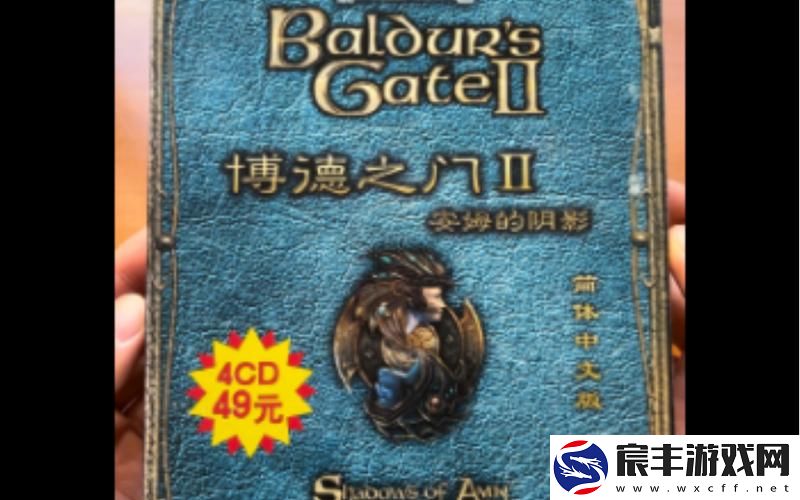 Baldur's
Gate II
博德之门 II
安姆的阴影
简体中文版
4CD
49元
Shadows of Amn
宸丰游戏网
www.wxcff.net